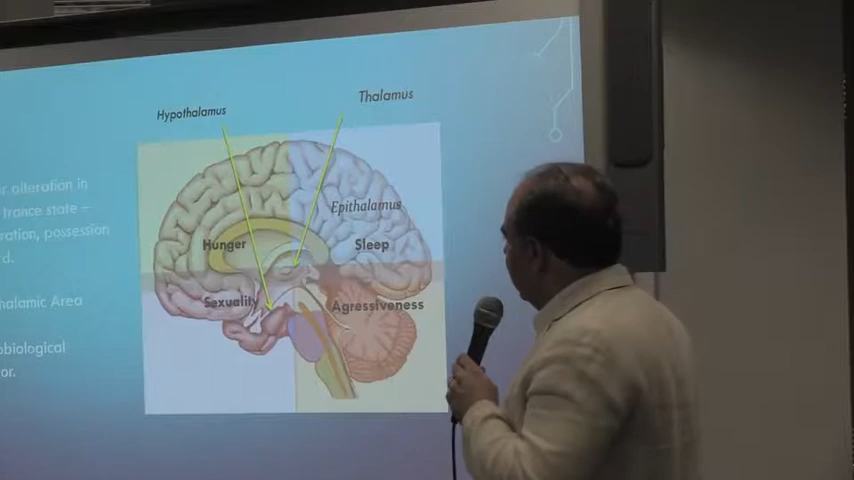 Hypothalamus
Thalamus
r alteration in
trance state –
ration, possession
d.
Epithalamus
Hunger
Sleep
Sexuality
Agressiveness
halamic Area
obiological
or.